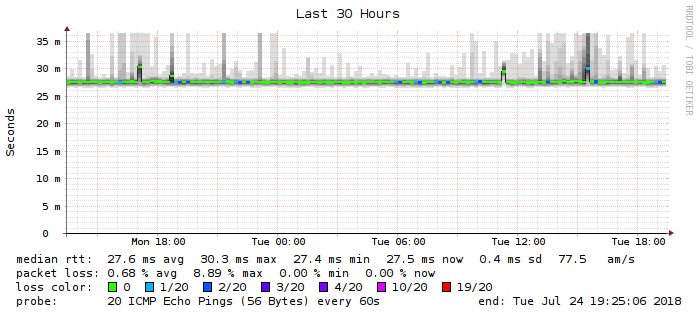 Last 30 Hours
RRDTOOL / TOBI OETIKER
Seconds
35 m
30 m
25 m
20 m
15 m
10 m
5 m
0
Mon 18:00 Tue 00:00 Tue 06:00 Tue 12:00 Tue 18:00
median rtt: 27.6 ms avg 30.3 ms max 27.4 ms min 27.5 ms now 0.4 ms sd 77.5 am/s
packet loss: 0.68 % avg 8.89 % max 0.00 % min 0.00 % now
loss color: 0 1/20 2/20 3/20 4/20 10/20 19/20
probe: 20 ICMP Echo Pings (56 Bytes) every 60s end: Tue Jul 24 19:25:06 2018